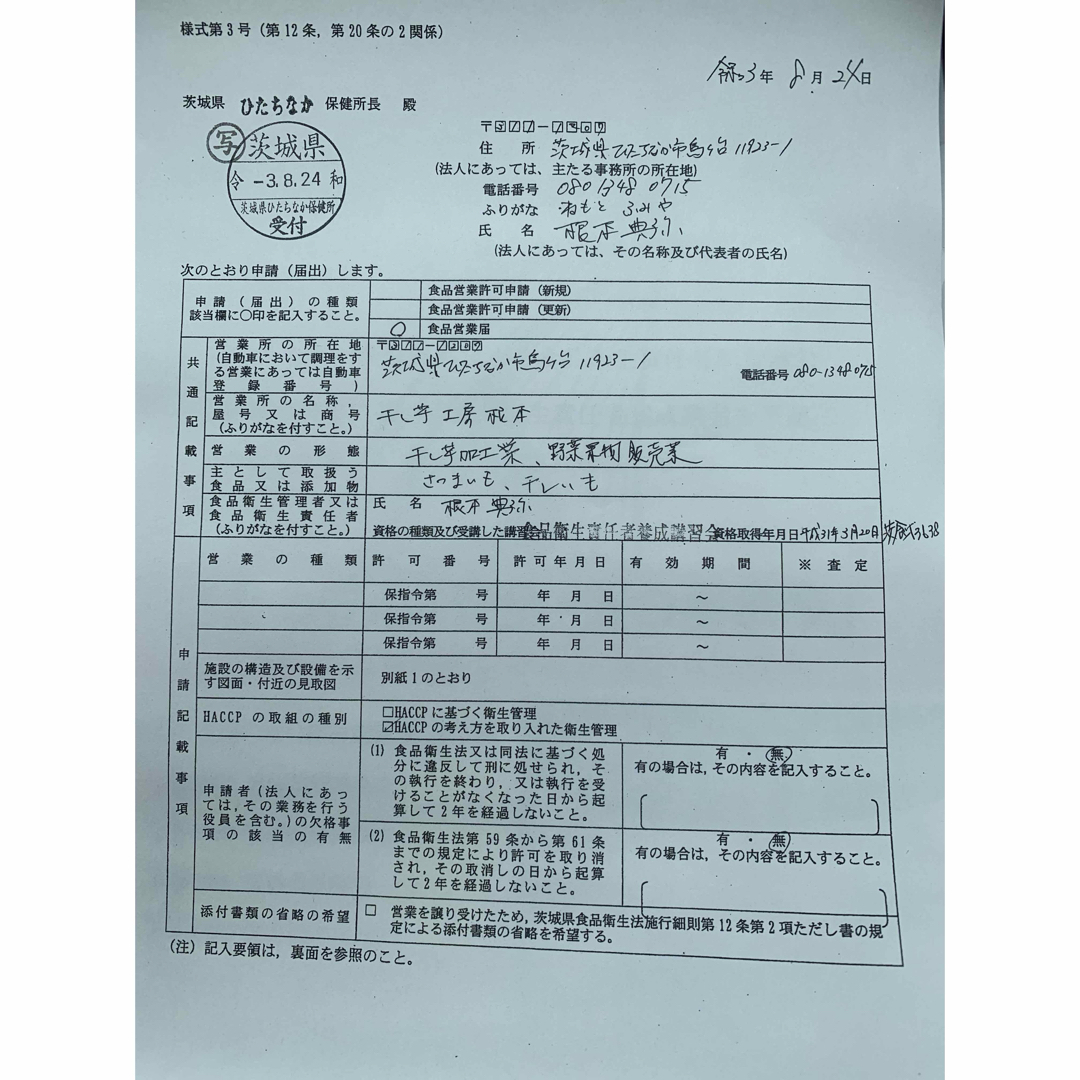 様式第3号（第12条，第20条の2関係）
令和3年 8月 24日
茨城県 ひたちなか 保健所長 殿
写
茨城県
令 -3.8.24 和
茨城県ひたちなか保健所
受付
〒311-1
住 所 茨城県ひたちなか市馬渡 11923-1
(法人にあっては、主たる事務所の所在地)
電話番号 080 1348 0715
ふりがな ねもと ふみや
氏 名 根本 典弥
(法人にあっては、その名称及び代表者の氏名)
次のとおり申請（届出）します。
申請（届出）の種類
該当欄に○印を記入すること。
食品営業許可申請（新規）
食品営業許可申請（更新）
○ 食品営業届
共通記載事項
営業所の所在地
(自動車において調理をする営業にあっては自動車登録番号)
茨城県ひたちなか市 11923-1
電話番号 080-1348-0715
営業所の名称，屋号又は商号
(ふりがなを付すこと。)
干し芋工房 根本
営業の形態
干し芋加工業、野菜果物販売業
主として取扱う食品又は添加物
さつまいも、干しいも
食品衛生管理者又は食品衛生責任者
(ふりがなを付すこと。)
氏 名 根本 典弥
資格の種類及び受講した講習会 食品衛生責任者養成講習会 資格取得年月日 平成31年3月20日
申請記載事項
営業の種類 許可番号 許可年月日 有効期間 ※査定
保指令第 号 年 月 日 ～
保指令第 号 年 月 日 ～
保指令第 号 年 月 日 ～
施設の構造及び設備を示す図面・付近の見取図
別紙1のとおり
HACCPの取組の種別
□HACCPに基づく衛生管理
☑HACCPの考え方を取り入れた衛生管理
申請者(法人にあっては，その業務を行う役員を含む。)の欠格事項の該当の有無
(1) 食品衛生法又は同法に基づく処分に違反して刑に処せられ，その執行を終わり，又は執行を受けることがなくなった日から起算して2年を経過しないこと。
有 ・ 無
有の場合は，その内容を記入すること。
(2) 食品衛生法第59条から第61条までの規定により許可を取り消され，その取消しの日から起算して2年を経過しないこと。
有 ・ 無
有の場合は，その内容を記入すること。
添付書類の省略の希望
□ 営業を譲り受けたため，茨城県食品衛生法施行細則第12条第2項ただし書の規定による添付書類の省略を希望する。
(注) 記入要領は，裏面を参照のこと。